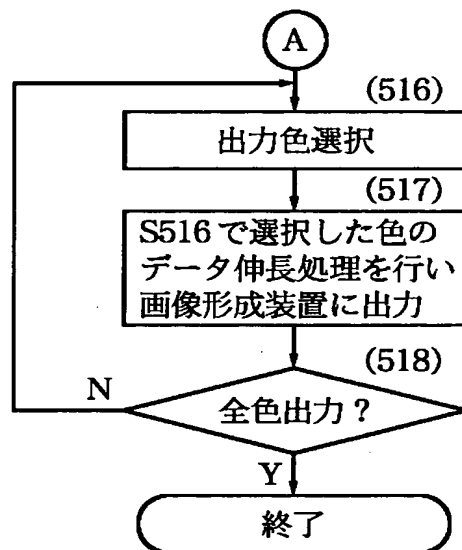 A
(516)
出力色選択
(517)
S516で選択した色の
データ伸長処理を行い
画像形成装置に出力
(518)
N
全色出力?
Y
終了